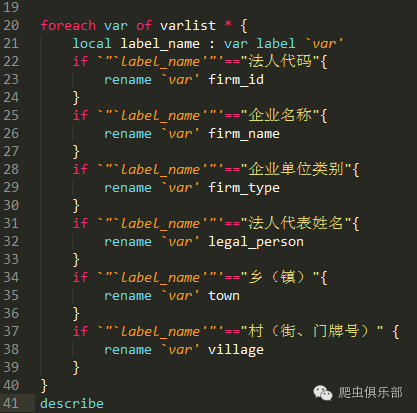 19
20 foreach var of varlist * {
21     local label_name : var label `var'
22     if `"`label_name'"'=="法人代码"{
23         rename `var' firm_id
24     }
25     if `"`label_name'"'=="企业名称"{
26         rename `var' firm_name
27     }
28     if `"`label_name'"'=="企业单位类别"{
29         rename `var' firm_type
30     }
31     if `"`label_name'"'=="法人代表姓名"{
32         rename `var' legal_person
33     }
34     if `"`label_name'"'=="乡（镇）"{
35         rename `var' town
36     }
37     if `"`label_name'"'=="村（街、门牌号）" {
38         rename `var' village
39     }
40 }
41 describe
爬虫俱乐部